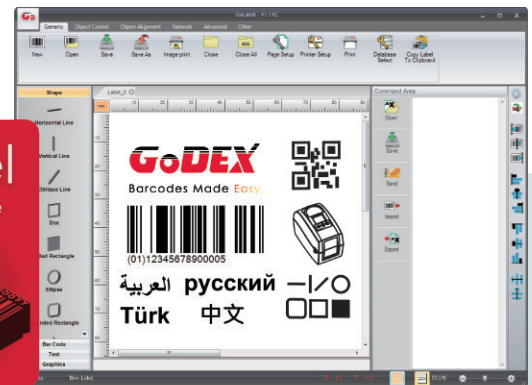 GoLabel - V1.11G
Generic Object Control Object Alignment Network Advanced Other
New Open Save Save As Image print Close Close All Page Setup Printer Setup Print Database Select Copy Label To Clipboard
Shape
Label_0
Command Area
Horizontal Line
Vertical Line
Oblique Line
Box
Ellipse
Bar Code
Text
Graphics
Open
Save
Send
Import
Export
GoDEX
Barcodes Made Easy
(01)12345678900005
العربية русский
Türk 中文
New Label